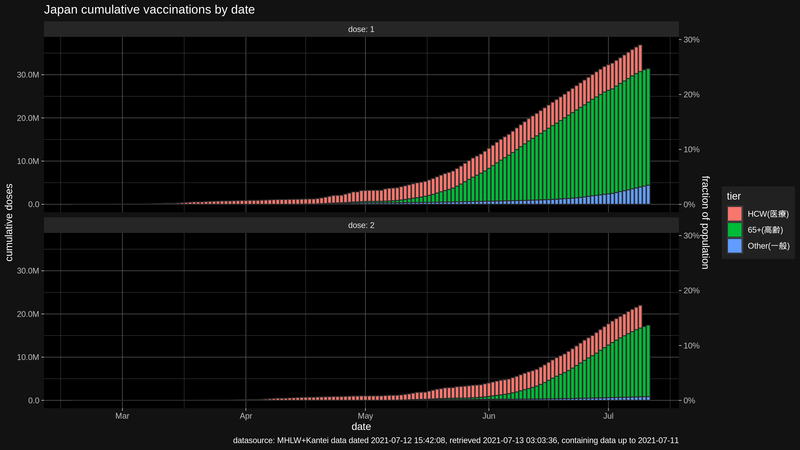 Japan cumulative vaccinations by date
dose: 1
30.0M
20.0M
10.0M
0.0
30%
20%
10%
0%
dose: 2
30.0M
20.0M
10.0M
0.0
30%
20%
10%
0%
cumulative doses
fraction of population
Mar
Apr
May
Jun
Jul
date
tier
HCW(医療)
65+(高齢)
Other(一般)
datasource: MHLW+Kantei data dated 2021-07-12 15:42:08, retrieved 2021-07-13 03:03:36, containing data up to 2021-07-11